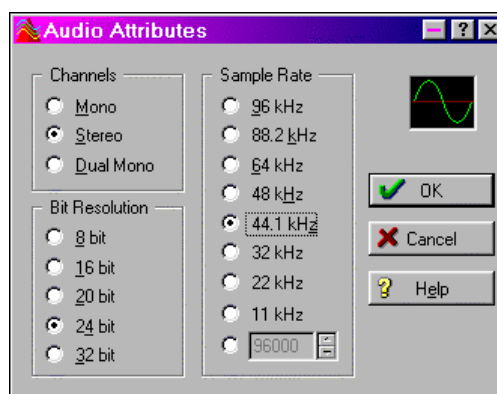 Audio Attributes
Channels
Mono
Stereo
Dual Mono
Bit Resolution
8 bit
16 bit
20 bit
24 bit
32 bit
Sample Rate
96 kHz
88.2 kHz
64 kHz
48 kHz
44.1 kHz
32 kHz
22 kHz
11 kHz
96000
OK
Cancel
Help